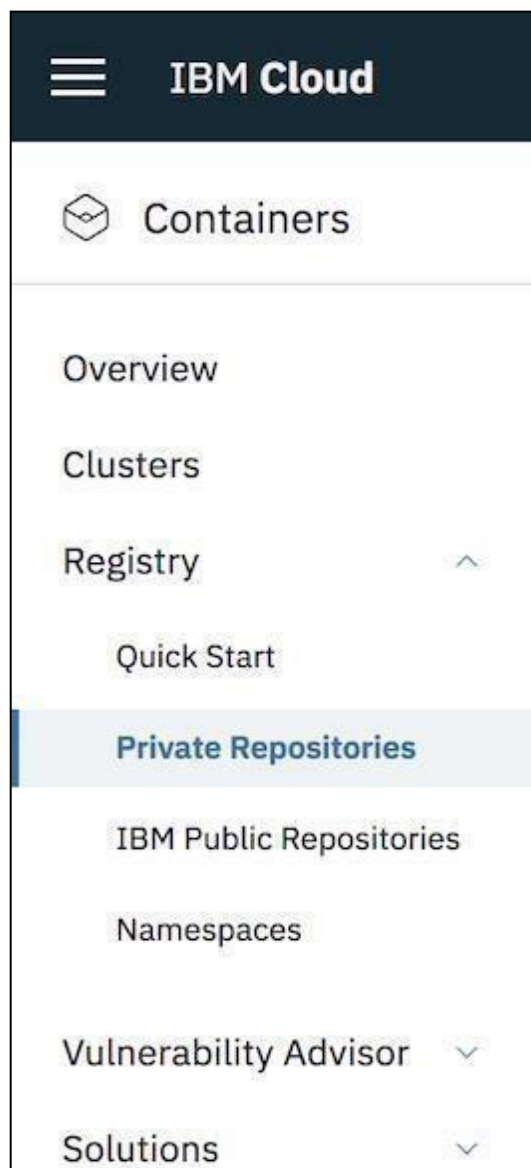 IBM Cloud
Containers
Overview
Clusters
Registry
Quick Start
Private Repositories
IBM Public Repositories
Namespaces
Vulnerability Advisor
Solutions